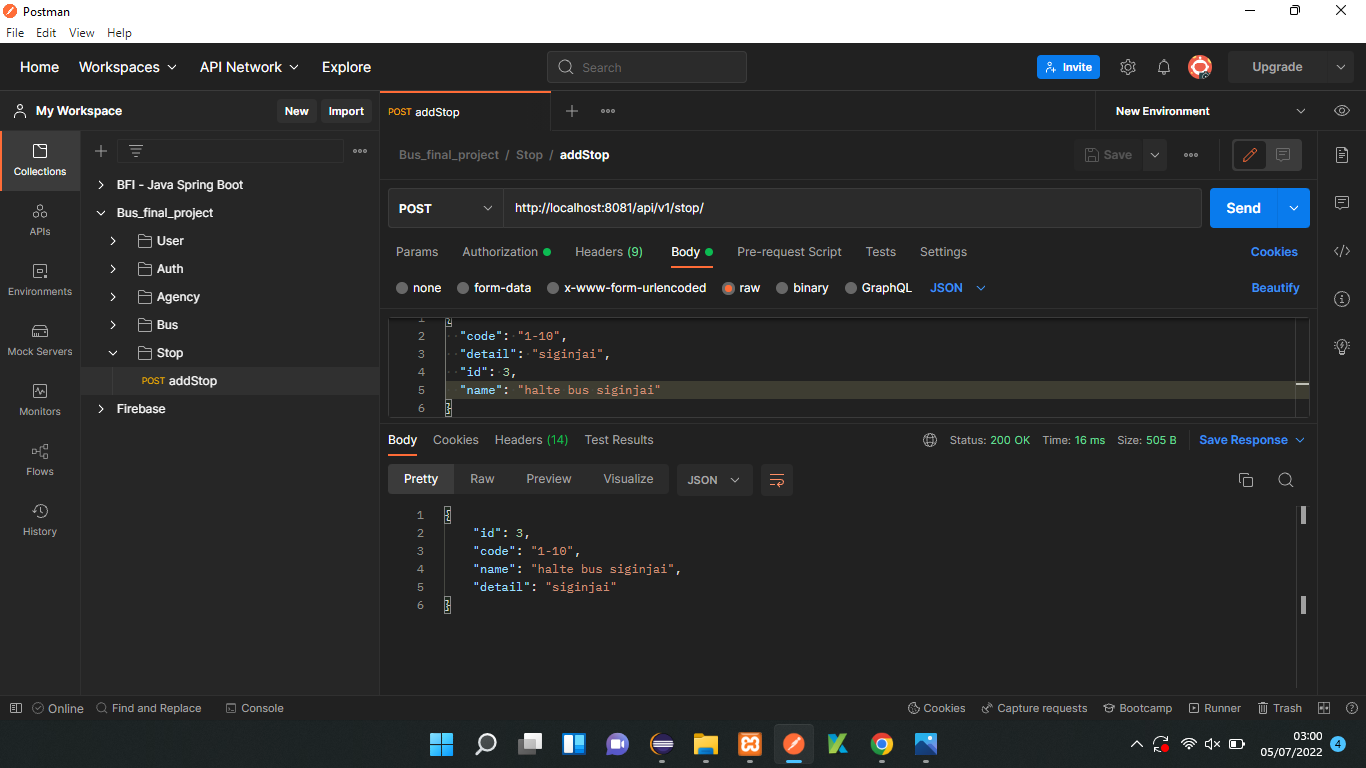 Postman
File Edit View Help
Home Workspaces API Network Explore Search Invite Upgrade
My Workspace New Import POST addStop New Environment
Collections
APIs
Environments
Mock Servers
Monitors
Flows
History
BFI - Java Spring Boot
Bus_final_project
User
Auth
Agency
Bus
Stop
POST addStop
Firebase
Bus_final_project / Stop / addStop Save
POST http://localhost:8081/api/v1/stop/ Send
Params Authorization Headers (9) Body Pre-request Script Tests Settings Cookies
none form-data x-www-form-urlencoded raw binary GraphQL JSON Beautify
1 {
2 "code": "1-10",
3 "detail": "siginjai",
4 "id": 3,
5 "name": "halte bus siginjai"
6 }
Body Cookies Headers (14) Test Results Status: 200 OK Time: 16 ms Size: 505 B Save Response
Pretty Raw Preview Visualize JSON
1 {
2 "id": 3,
3 "code": "1-10",
4 "name": "halte bus siginjai",
5 "detail": "siginjai"
6 }
Online Find and Replace Console Cookies Capture requests Bootcamp Runner Trash
03:00
05/07/2022 4